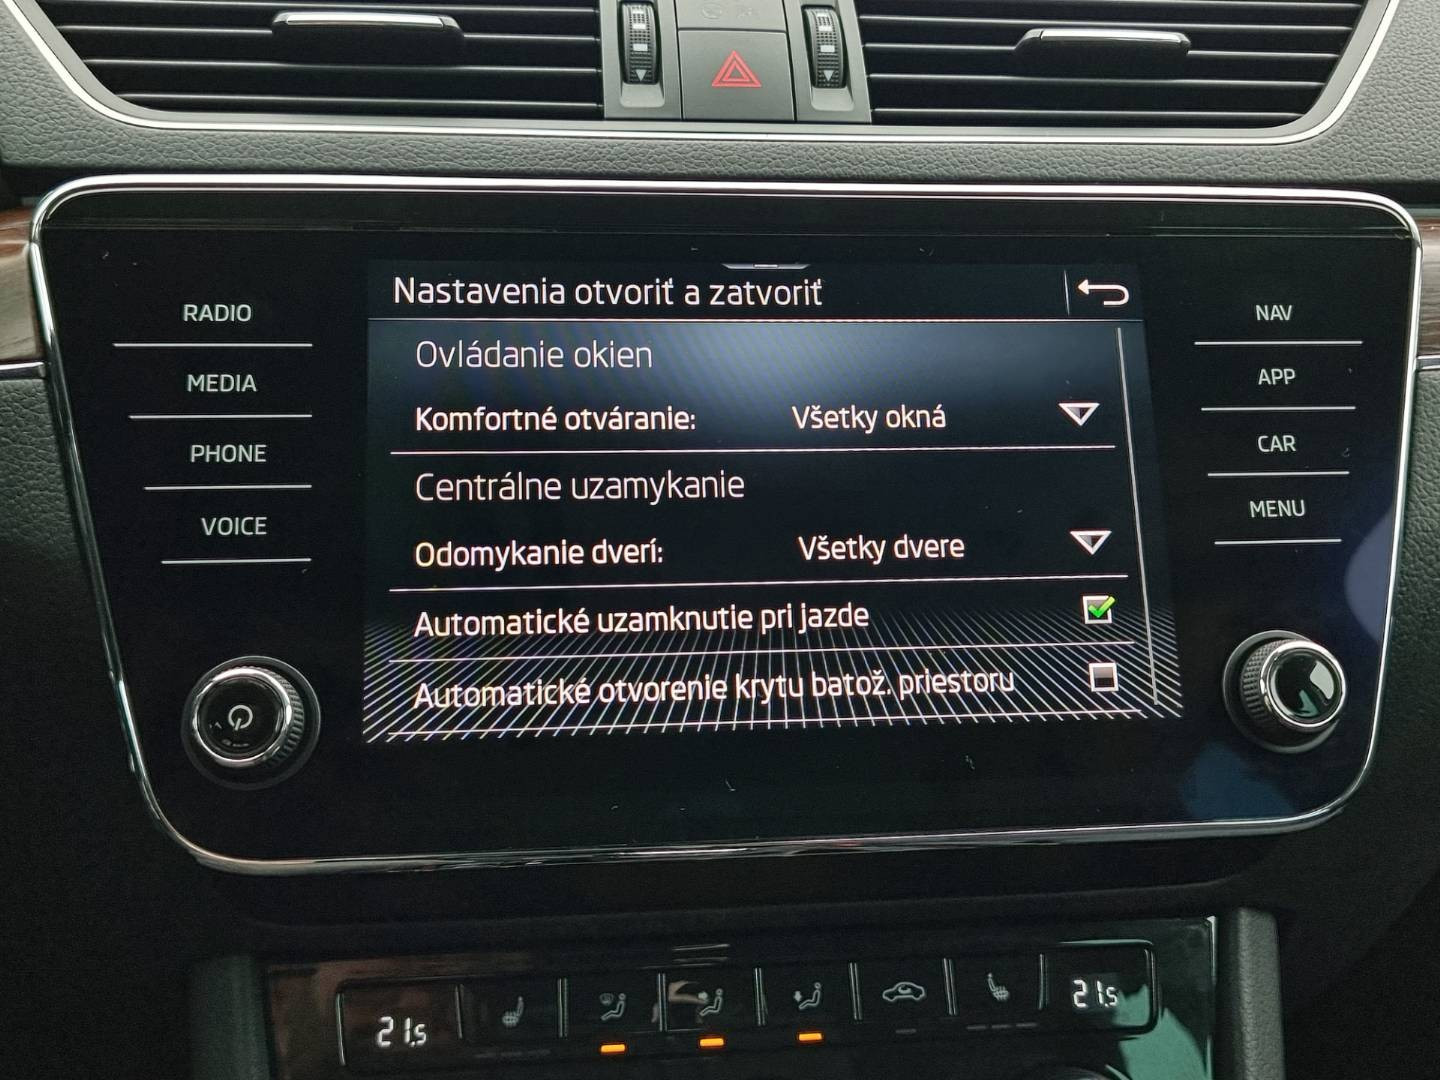 Nastavenia otvoriť a zatvoriť
RADIO
MEDIA
PHONE
VOICE
Ovládanie okien
Komfortné otváranie: Všetky okná
Centrálne uzamykanie
Odomykanie dverí: Všetky dvere
Automatické uzamknutie pri jazde
Automatické otvorenie krytu batož. priestoru
NAV
APP
CAR
MENU
21.5
21.5